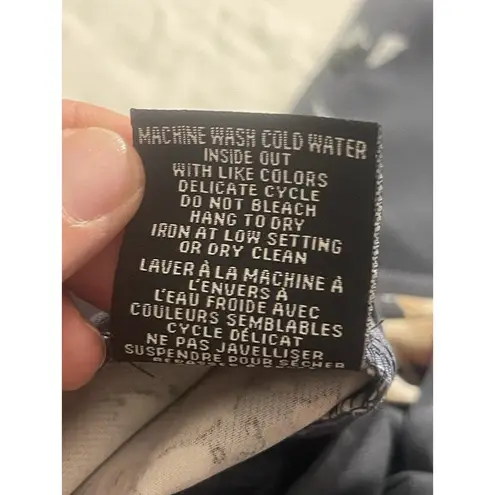 MACHINE WASH COLD WATER
INSIDE OUT
WITH LIKE COLORS
DELICATE CYCLE
DO NOT BLEACH
HANG TO DRY
IRON AT LOW SETTING
OR DRY CLEAN
LAVER À LA MACHINE À
L'ENVERS À
L'EAU FROIDE AVEC
COULEURS SEMBLABLES
CYCLE DÉLICAT
NE PAS JAVELLISER
SUSPENDRE POUR SÉCHER